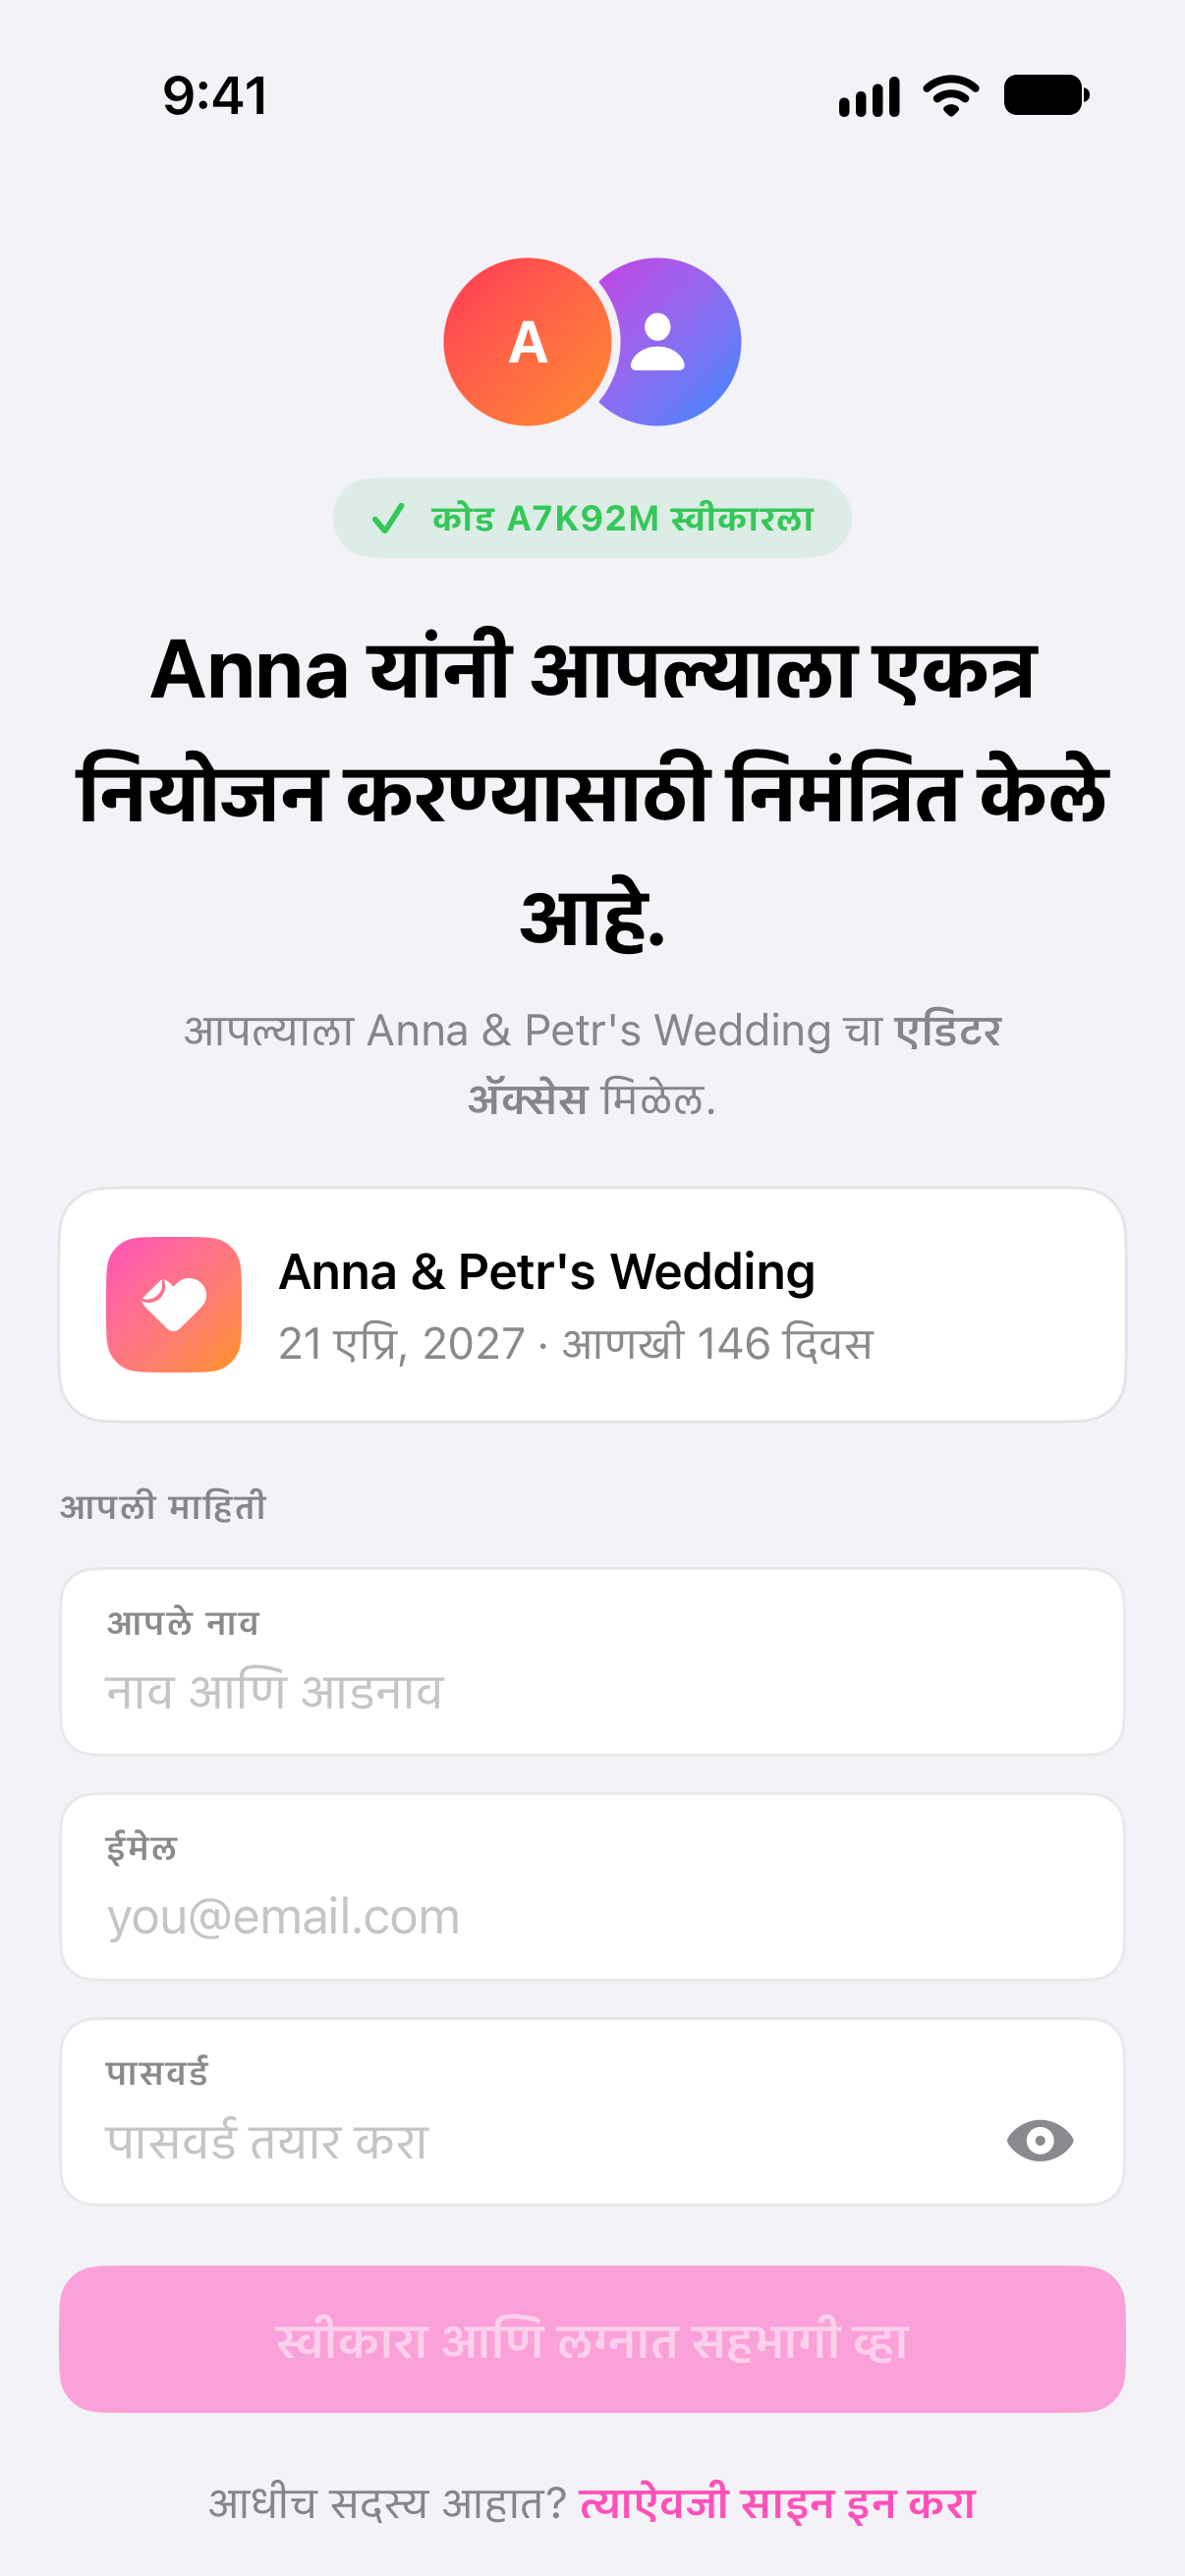 9:41
A
कोड A7K92M स्वीकारला
Anna यांनी आपल्याला एकत्र
नियोजन करण्यासाठी निमंत्रित केले
आहे.
आपल्याला Anna & Petr's Wedding चा एडिटर
ॲक्सेस मिळेल.
Anna & Petr's Wedding
21 एप्रि, 2027 · आणखी 146 दिवस
आपली माहिती
आपले नाव
नाव आणि आडनाव
ईमेल
you@email.com
पासवर्ड
पासवर्ड तयार करा
स्वीकारा आणि लग्नात सहभागी व्हा
आधीच सदस्य आहात? त्याऐवजी साइन इन करा